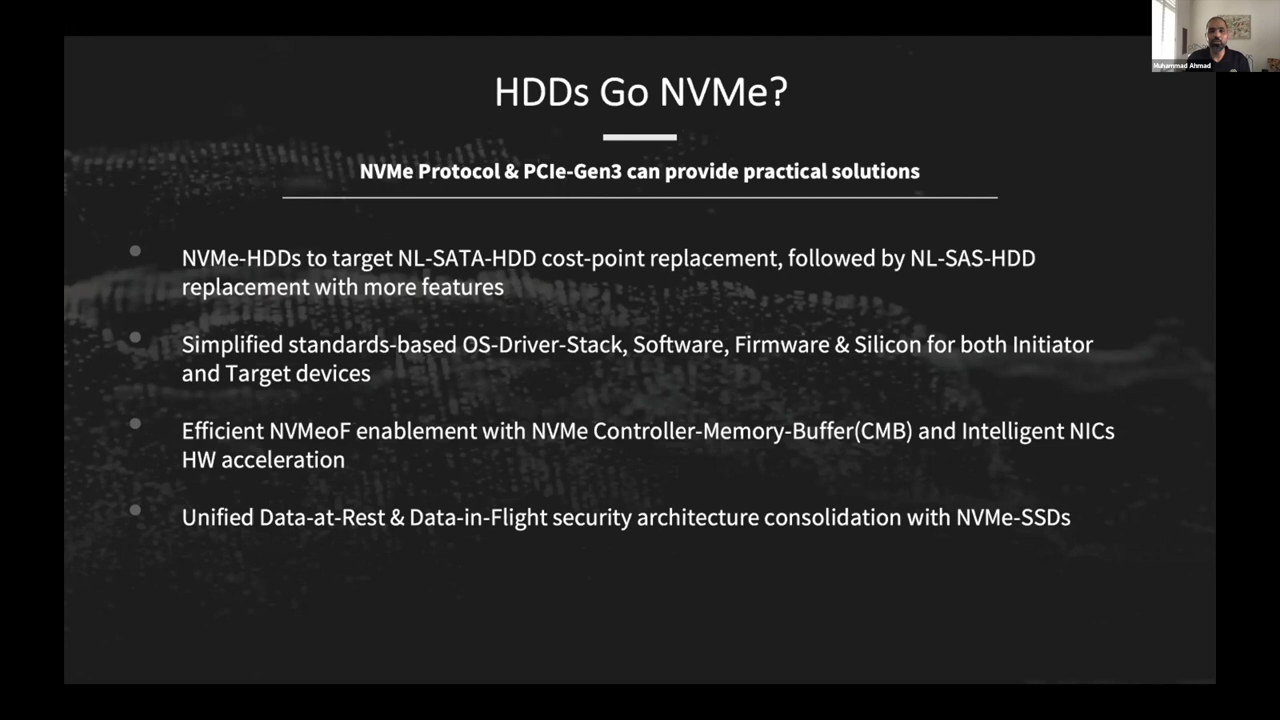 Muhammad Ahmad
HDDs Go NVMe?
NVMe Protocol & PCIe-Gen3 can provide practical solutions
NVMe-HDDs to target NL-SATA-HDD cost-point replacement, followed by NL-SAS-HDD
replacement with more features
Simplified standards-based OS-Driver-Stack, Software, Firmware & Silicon for both Initiator
and Target devices
Efficient NVMeoF enablement with NVMe Controller-Memory-Buffer(CMB) and Intelligent NICs
HW acceleration
Unified Data-at-Rest & Data-in-Flight security architecture consolidation with NVMe-SSDs